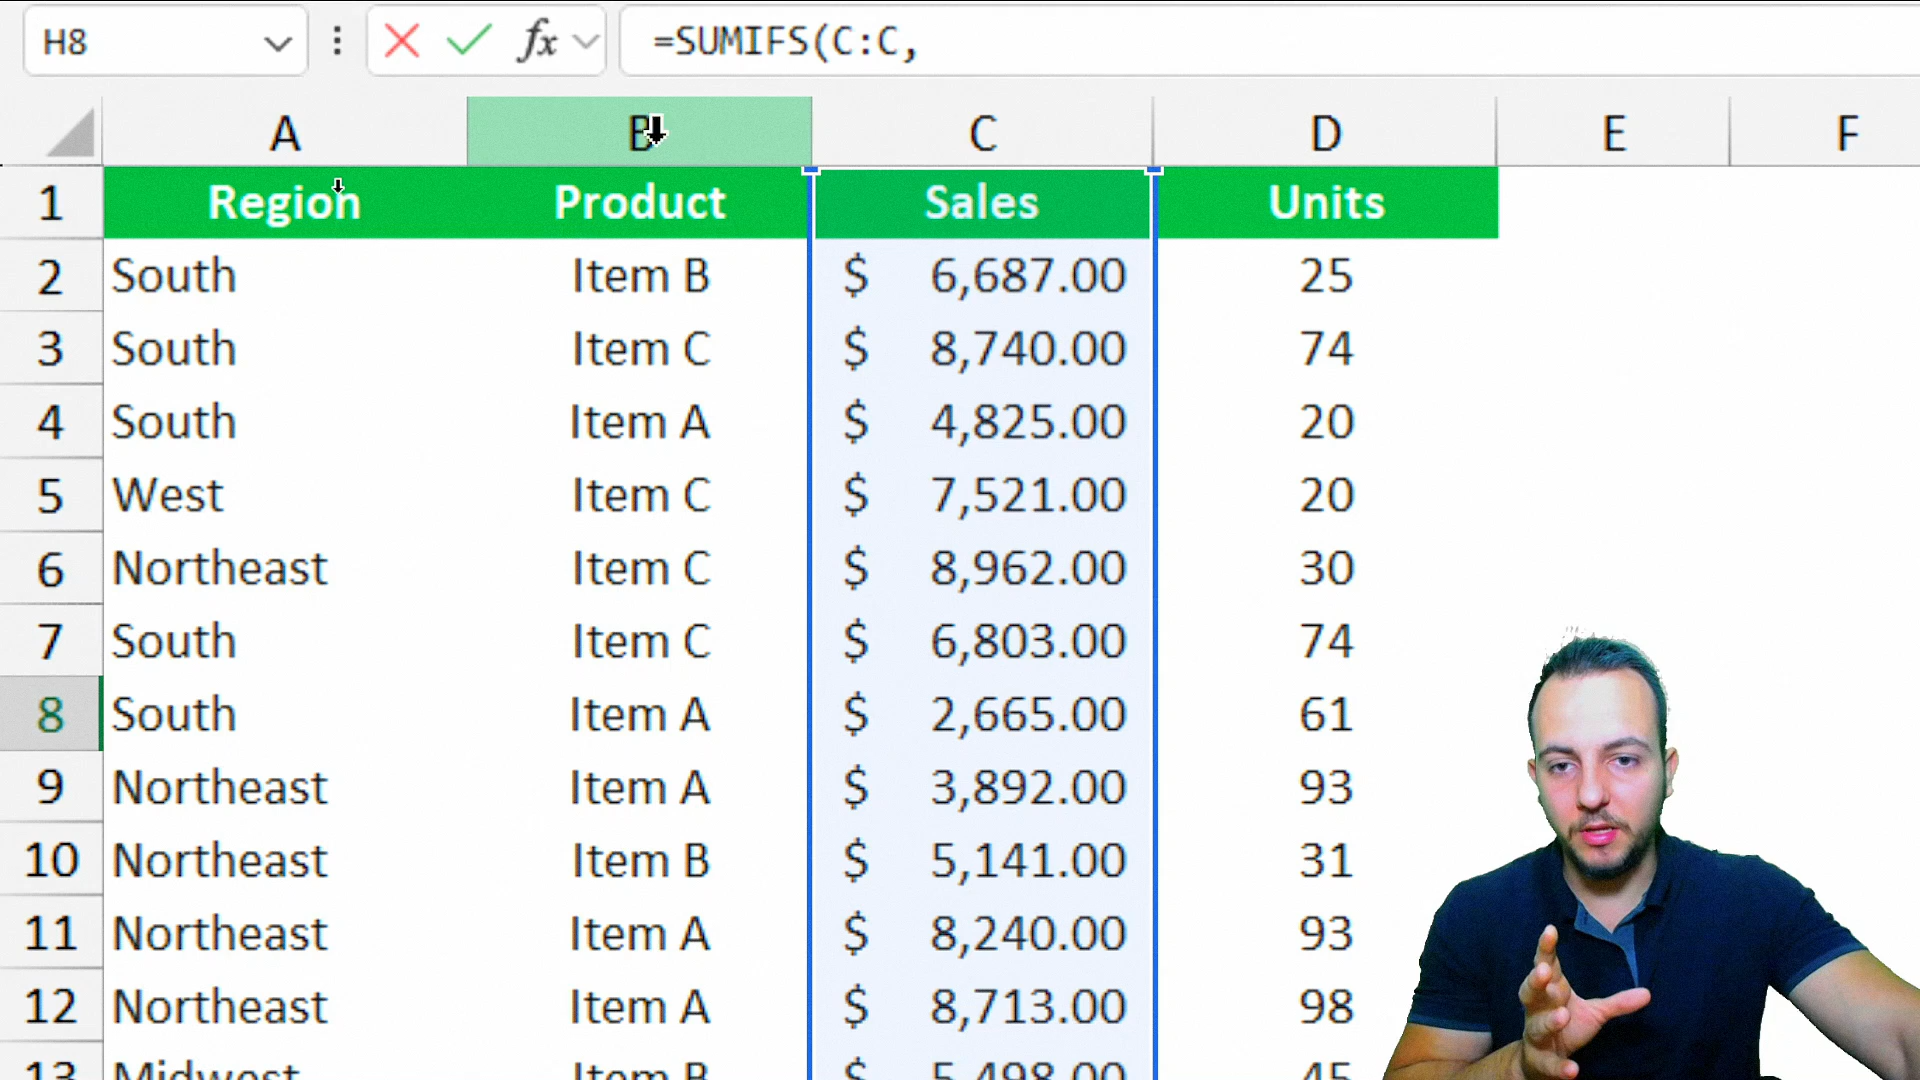 H8 fx =SUMIFS(C:C,
A B C D E F
1 Region Product Sales Units
2 South Item B $ 6,687.00 25
3 South Item C $ 8,740.00 74
4 South Item A $ 4,825.00 20
5 West Item C $ 7,521.00 20
6 Northeast Item C $ 8,962.00 30
7 South Item C $ 6,803.00 74
8 South Item A $ 2,665.00 61
9 Northeast Item A $ 3,892.00 93
10 Northeast Item B $ 5,141.00 31
11 Northeast Item A $ 8,240.00 93
12 Northeast Item A $ 8,713.00 98
13 Midwest Item B $ 5,498.00 45